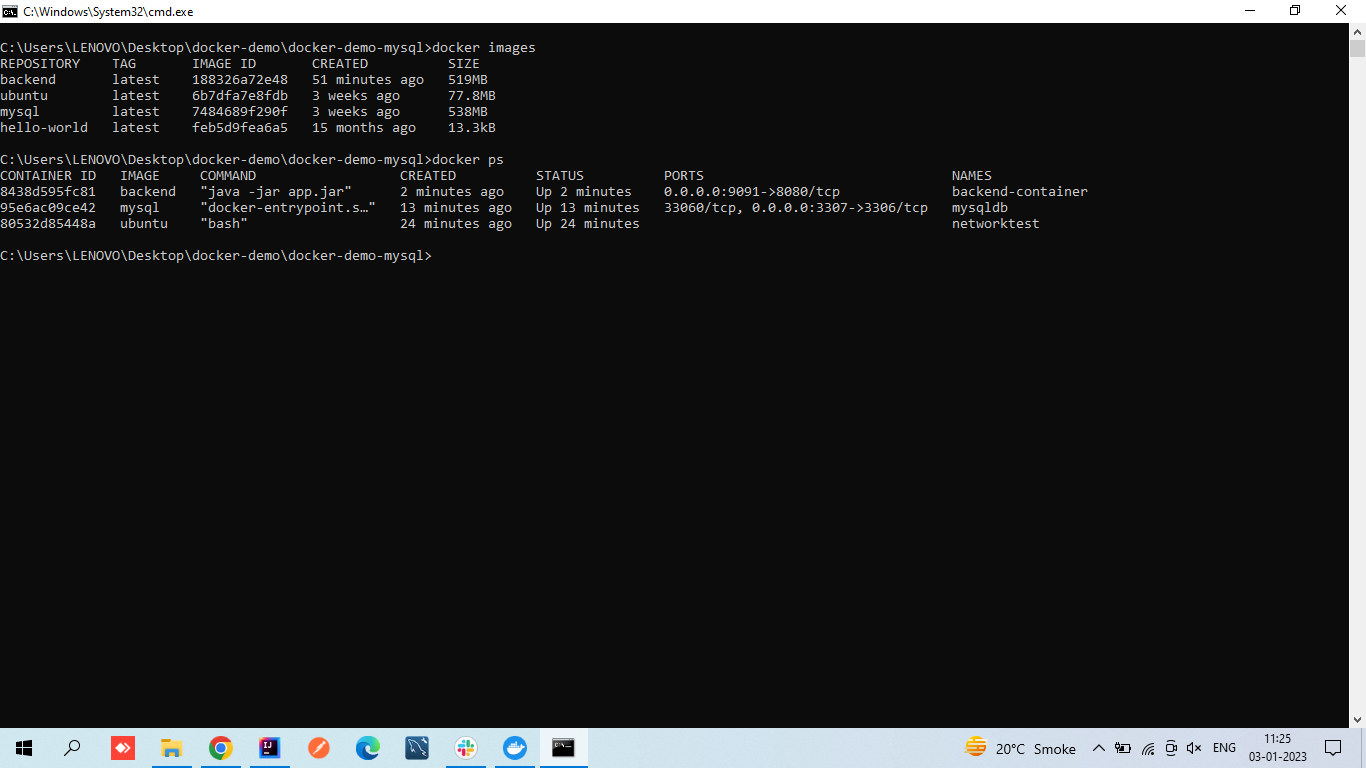 C:\Windows\System32\cmd.exe
C:\Users\LENOVO\Desktop\docker-demo\docker-demo-mysql>docker images
REPOSITORY    TAG       IMAGE ID       CREATED          SIZE
backend       latest    188326a72e48   51 minutes ago   519MB
ubuntu        latest    6b7dfa7e8fdb   3 weeks ago      77.8MB
mysql         latest    7484689f290f   3 weeks ago      538MB
hello-world   latest    feb5d9fea6a5   15 months ago    13.3kB
C:\Users\LENOVO\Desktop\docker-demo\docker-demo-mysql>docker ps
CONTAINER ID   IMAGE     COMMAND                  CREATED          STATUS          PORTS                               NAMES
8438d595fc81   backend   "java -jar app.jar"      2 minutes ago    Up 2 minutes    0.0.0.0:9091->8080/tcp              backend-container
95e6ac09ce42   mysql     "docker-entrypoint.s…"   13 minutes ago   Up 13 minutes   33060/tcp, 0.0.0.0:3307->3306/tcp   mysqldb
80532d85448a   ubuntu    "bash"                   24 minutes ago   Up 24 minutes                                       networktest
C:\Users\LENOVO\Desktop\docker-demo\docker-demo-mysql>
20°C Smoke ENG 11:25
03-01-2023